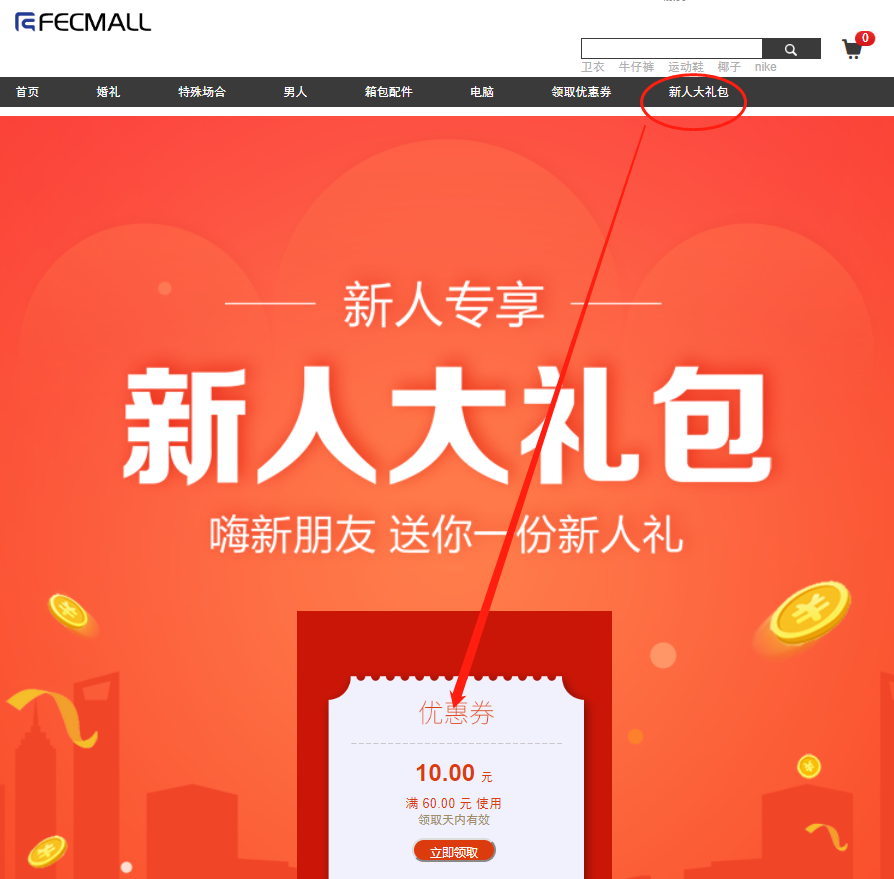 FECMALL
0
卫衣 牛仔裤 运动鞋 椰子 nike
首页 婚礼 特殊场合 男人 箱包配件 电脑 领取优惠券 新人大礼包
新人专享
新人大礼包
嗨新朋友 送你一份新人礼
优惠券
10.00 元
满 60.00 元 使用
领取天内有效
立即领取